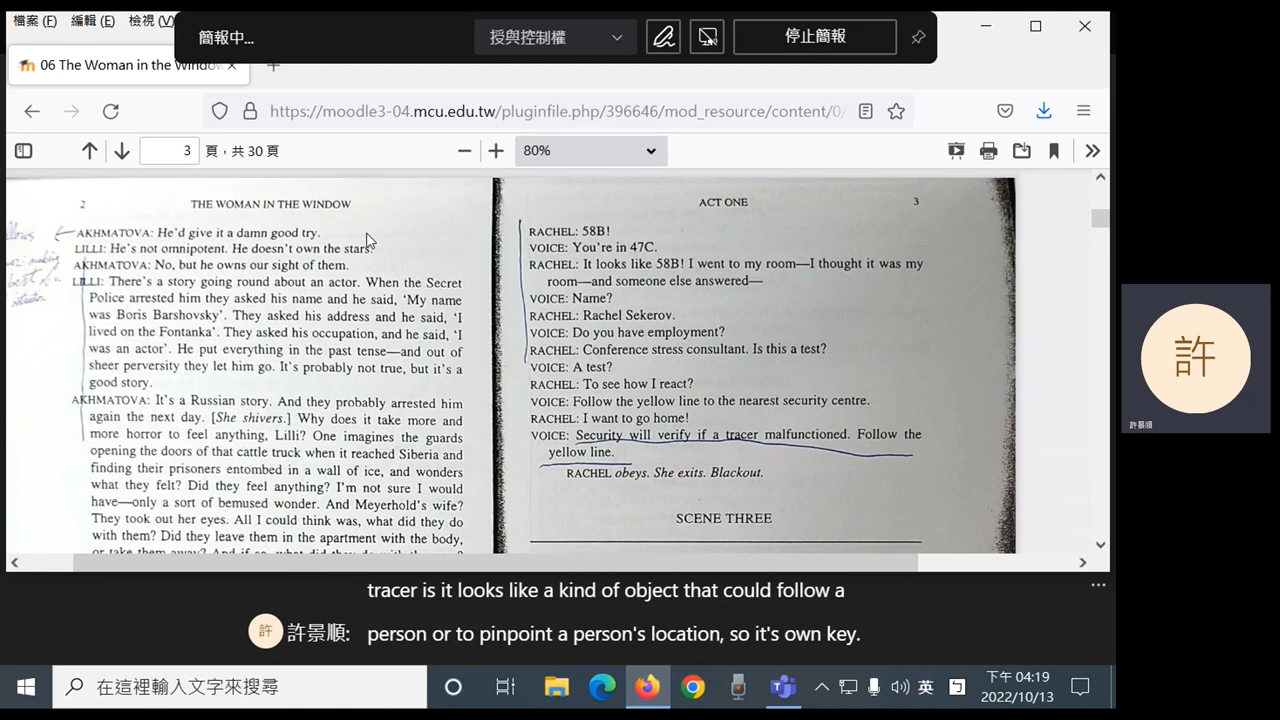 檔案 (F) 編輯 (E) 檢視 (V)
簡報中...
授與控制權
停止簡報
06 The Woman in the Window
https://moodle3-04.mcu.edu.tw/pluginfile.php/396646/mod_resource/content/0/
3 頁，共 30 頁
80%
2 THE WOMAN IN THE WINDOW
AKHMATOVA: He'd give it a damn good try.
LILLI: He's not omnipotent. He doesn't own the stars.
AKHMATOVA: No, but he owns our sight of them.
LILLI: There's a story going round about an actor. When the Secret
Police arrested him they asked his name and he said, 'My name
was Boris Barshovsky'. They asked his address and he said, 'I
lived on the Fontanka'. They asked his occupation, and he said, 'I
was an actor'. He put everything in the past tense—and out of
sheer perversity they let him go. It's probably not true, but it's a
good story.
AKHMATOVA: It's a Russian story. And they probably arrested him
again the next day. [She shivers.] Why does it take more and
more horror to feel anything, Lilli? One imagines the guards
opening the doors of that cattle truck when it reached Siberia and
finding their prisoners entombed in a wall of ice, and wonders
what they felt? Did they feel anything? I'm not sure I would
have—only a sort of bemused wonder. And Meyerhold's wife?
They took out her eyes. All I could think was, what did they do
with them? Did they leave them in the apartment with the body,
or take them away? And if so, what did they do with them?
ACT ONE 3
RACHEL: 58B!
VOICE: You're in 47C.
RACHEL: It looks like 58B! I went to my room—I thought it was my
room—and someone else answered—
VOICE: Name?
RACHEL: Rachel Sekerov.
VOICE: Do you have employment?
RACHEL: Conference stress consultant. Is this a test?
VOICE: A test?
RACHEL: To see how I react?
VOICE: Follow the yellow line to the nearest security centre.
RACHEL: I want to go home!
VOICE: Security will verify if a tracer malfunctioned. Follow the
yellow line.
RACHEL obeys. She exits. Blackout.
SCENE THREE
許
許景順
tracer is it looks like a kind of object that could follow a
許 許景順: person or to pinpoint a person's location, so it's own key.
在這裡輸入文字來搜尋
英
下午 04:19
2022/10/13